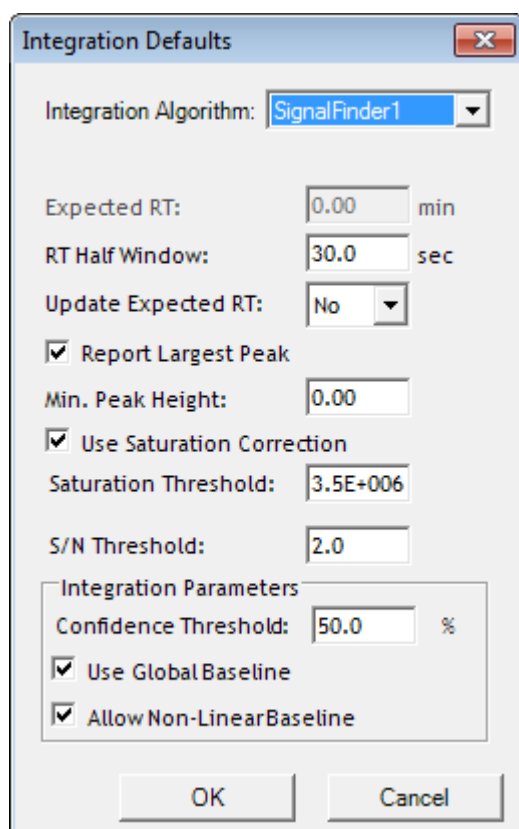 Integration Defaults
Integration Algorithm: SignalFinder1
Expected RT: 0.00 min
RT Half Window: 30.0 sec
Update Expected RT: No
Report Largest Peak
Min. Peak Height: 0.00
Use Saturation Correction
Saturation Threshold: 3.5E+006
S/N Threshold: 2.0
Integration Parameters
Confidence Threshold: 50.0 %
Use Global Baseline
Allow Non-Linear Baseline
OK Cancel